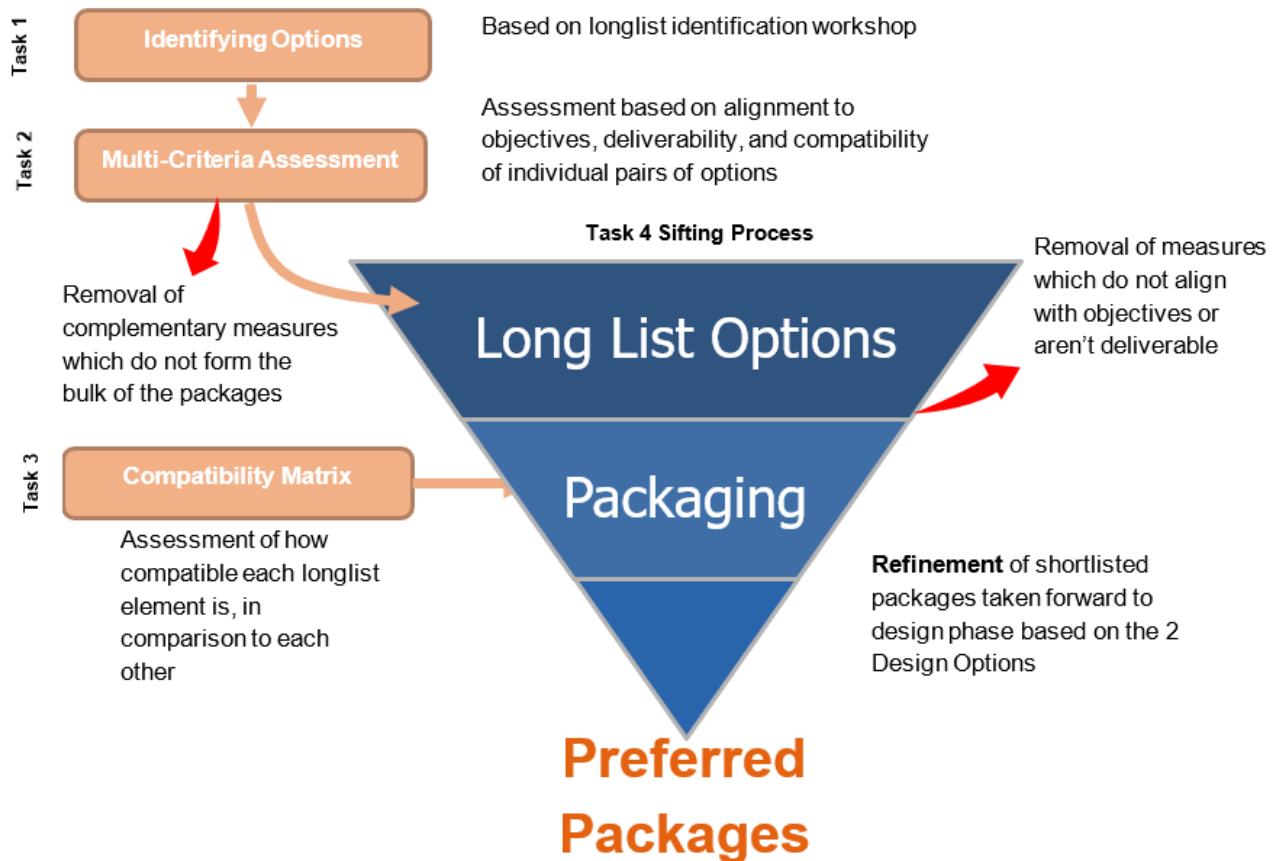 Task 1
Identifying Options
Based on longlist identification workshop
Task 2
Multi-Criteria Assessment
Assessment based on alignment to
objectives, deliverability, and compatibility
of individual pairs of options
Task 4 Sifting Process
Removal of
complementary measures
which do not form the
bulk of the packages
Long List Options
Removal of measures
which do not align
with objectives or
aren’t deliverable
Task 3
Compatibility Matrix
Packaging
Assessment of how
compatible each longlist
element is, in
comparison to each
other
Refinement of shortlisted
packages taken forward to
design phase based on the 2
Design Options
Preferred
Packages